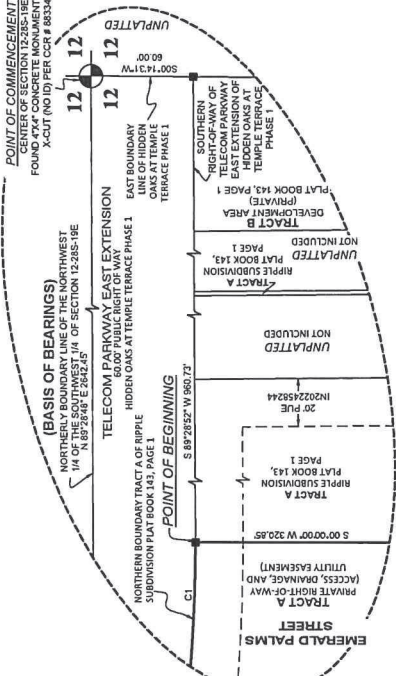 POINT OF COMMENCEMENT
CENTER OF SECTION 12-28S-19E
FOUND 4"X4" CONCRETE MONUMENT
X-CUT (NO ID) PER CCR # 88334
12
12
12
12
UNPLATTED
S00°14'31"W
60.00'
(BASIS OF BEARINGS)
NORTHERLY BOUNDARY LINE OF THE NORTHWEST
1/4 OF THE SOUTHWEST 1/4 OF SECTION 12-28S-19E
N 89°26'48" E 2642.45'
EAST BOUNDARY
LINE OF HIDDEN
OAKS AT TEMPLE
TERRACE PHASE 1
TELECOM PARKWAY EAST EXTENSION
60.00' PUBLIC RIGHT OF WAY
HIDDEN OAKS AT TEMPLE TERRACE PHASE 1
NORTHERN BOUNDARY TRACT A OF RIPPLE
SUBDIVISION PLAT BOOK 143, PAGE 1
POINT OF BEGINNING
S 89°26'52" W 960.73'
C1
SOUTHERN
RIGHT-OF-WAY OF
TELECOM PARKWAY
EAST EXTENSION OF
HIDDEN OAKS AT
TEMPLE TERRACE
PHASE 1
TRACT B
(PRIVATE)
DEVELOPMENT AREA
PLAT BOOK 143, PAGE 1
UNPLATTED
NOT INCLUDED
TRACT A
RIPPLE SUBDIVISION
PLAT BOOK 143,
PAGE 1
UNPLATTED
NOT INCLUDED
20' PUE
IN2022458244
TRACT A
RIPPLE SUBDIVISION
PLAT BOOK 143,
PAGE 1
S 00°00'00" W 320.85'
EMERALD PALMS
STREET
TRACT A
PRIVATE RIGHT-OF-WAY
(ACCESS, DRAINAGE, AND
UTILITY EASEMENT)